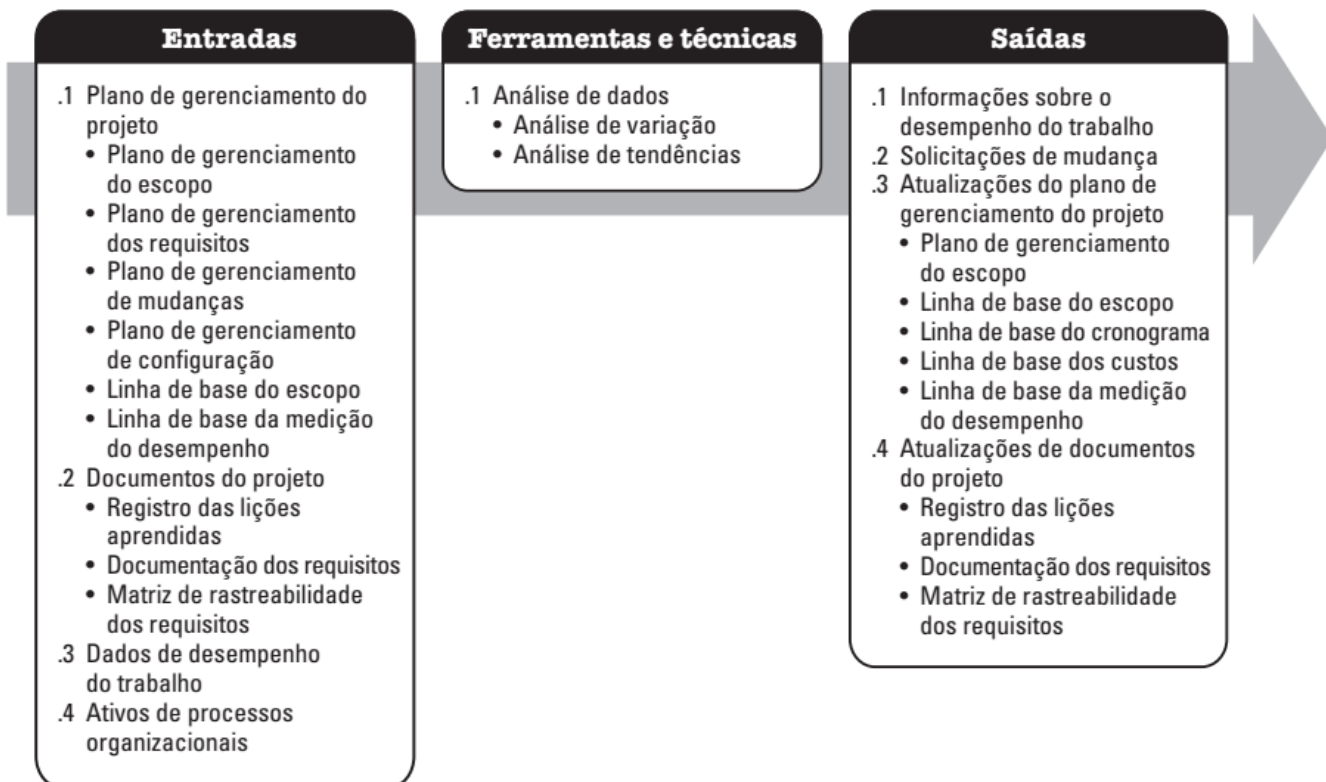 Entradas
.1 Plano de gerenciamento do
projeto
• Plano de gerenciamento
do escopo
• Plano de gerenciamento
dos requisitos
• Plano de gerenciamento
de mudanças
• Plano de gerenciamento
de configuração
• Linha de base do escopo
• Linha de base da medição
do desempenho
.2 Documentos do projeto
• Registro das lições
aprendidas
• Documentação dos requisitos
• Matriz de rastreabilidade
dos requisitos
.3 Dados de desempenho
do trabalho
.4 Ativos de processos
organizacionais
Ferramentas e técnicas
.1 Análise de dados
• Análise de variação
• Análise de tendências
Saídas
.1 Informações sobre o
desempenho do trabalho
.2 Solicitações de mudança
.3 Atualizações do plano de
gerenciamento do projeto
• Plano de gerenciamento
do escopo
• Linha de base do escopo
• Linha de base do cronograma
• Linha de base dos custos
• Linha de base da medição
do desempenho
.4 Atualizações de documentos
do projeto
• Registro das lições
aprendidas
• Documentação dos requisitos
• Matriz de rastreabilidade
dos requisitos